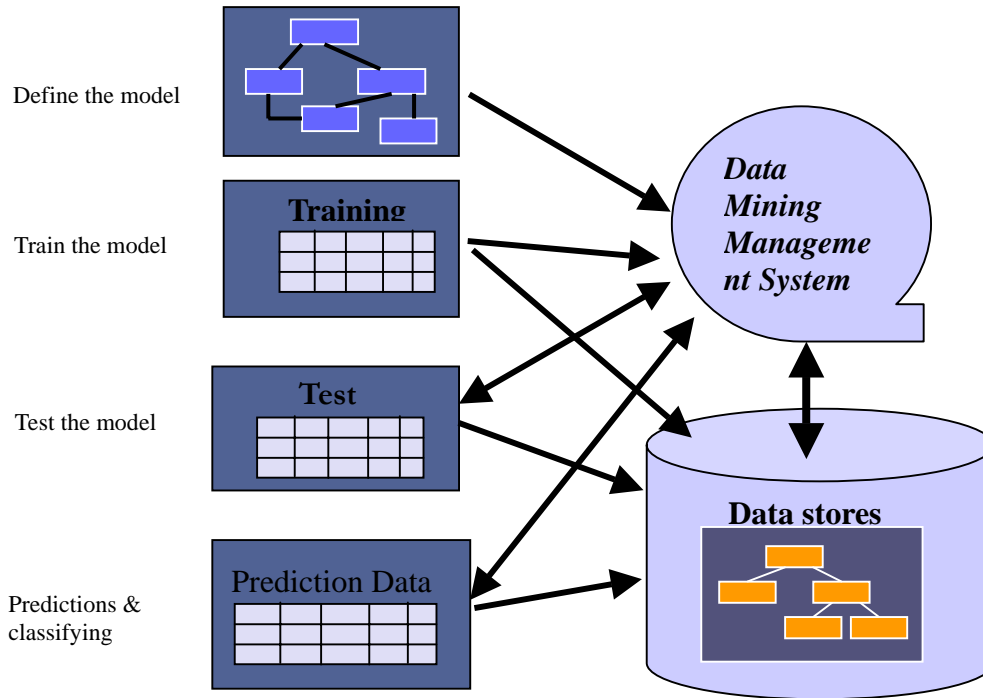 Define the model
Data
Mining
Manageme
nt System
Training
Train the model
Test
Test the model
Data stores
Prediction Data
Predictions &
classifying